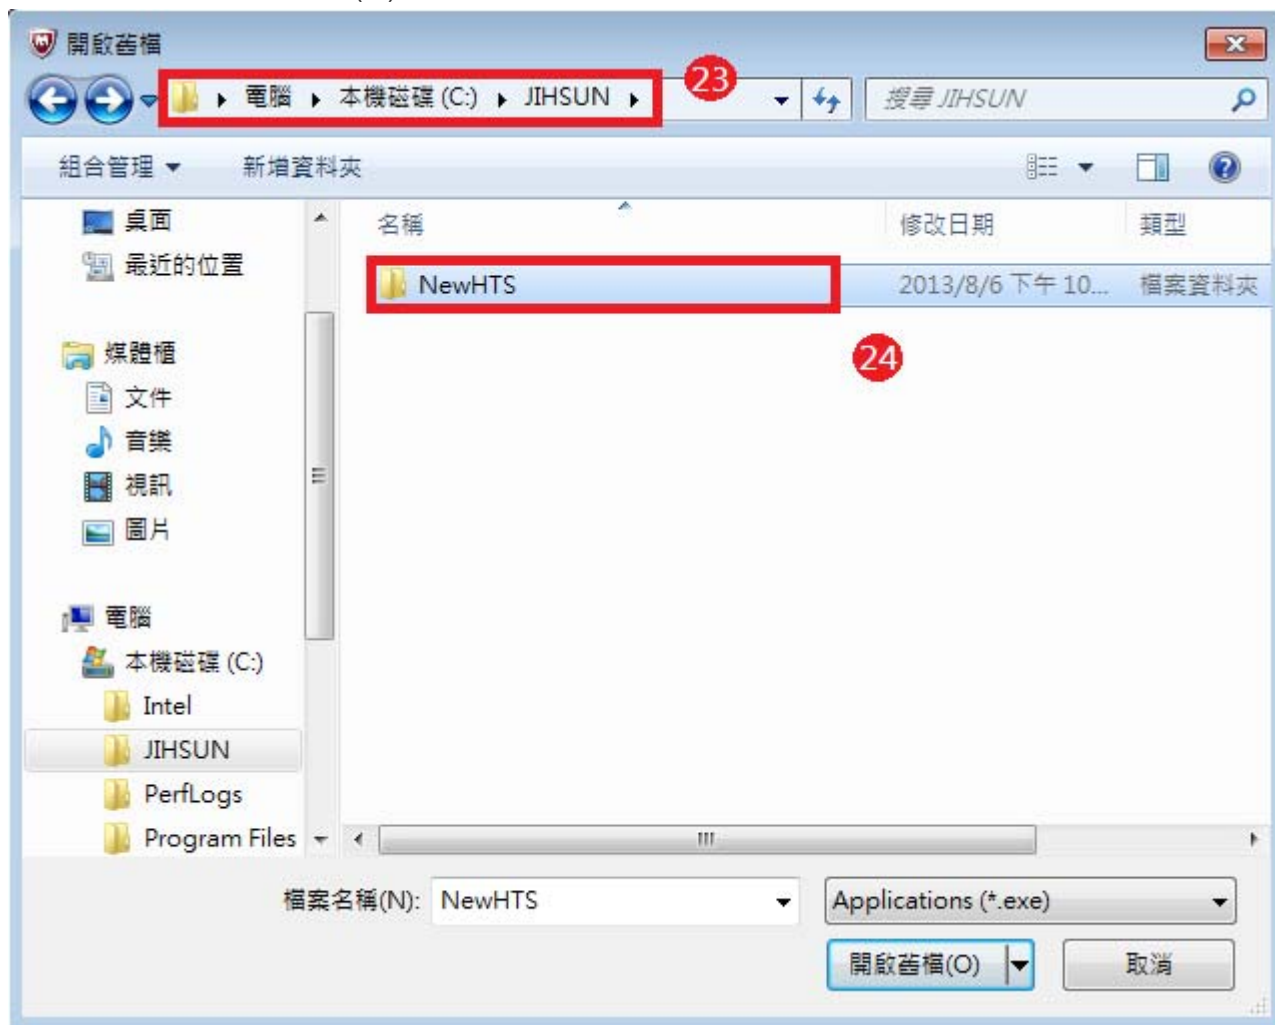 開啟舊檔
電腦 ▸ 本機磁碟 (C:) ▸ JIHSUN ▸
23
搜尋 JIHSUN
組合管理 新增資料夾
桌面
最近的位置
媒體櫃
文件
音樂
視訊
圖片
電腦
本機磁碟 (C:)
Intel
JIHSUN
PerfLogs
Program Files
名稱 修改日期 類型
NewHTS 2013/8/6 下午 10... 檔案資料夾
24
檔案名稱(N): NewHTS Applications (*.exe)
開啟舊檔(O) 取消